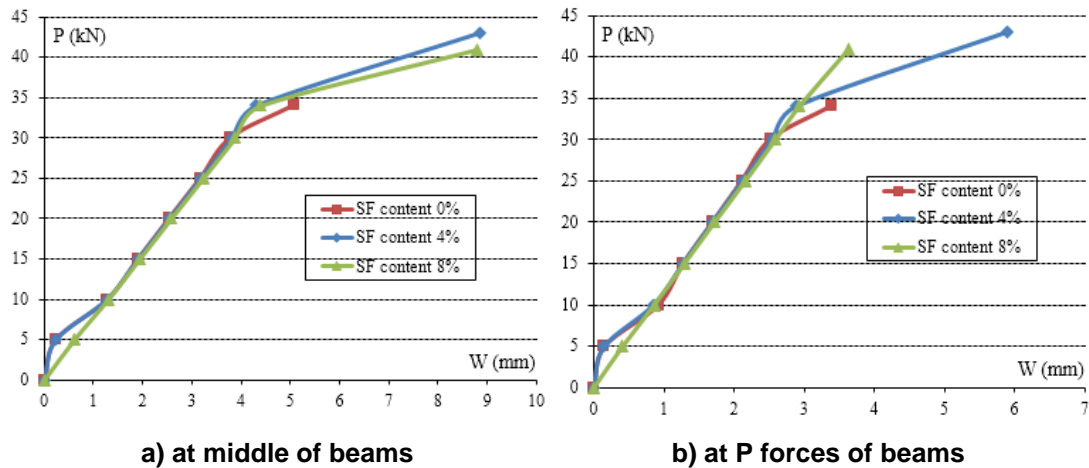 45
40
35
30
25
20
15
10
5
0
P (kN)
SF content 0%
SF content 4%
SF content 8%
W (mm)
0 1 2 3 4 5 6 7 8 9 10
a) at middle of beams
45
40
35
30
25
20
15
10
5
0
P (kN)
SF content 0%
SF content 4%
SF content 8%
W (mm)
0 1 2 3 4 5 6 7
b) at P forces of beams